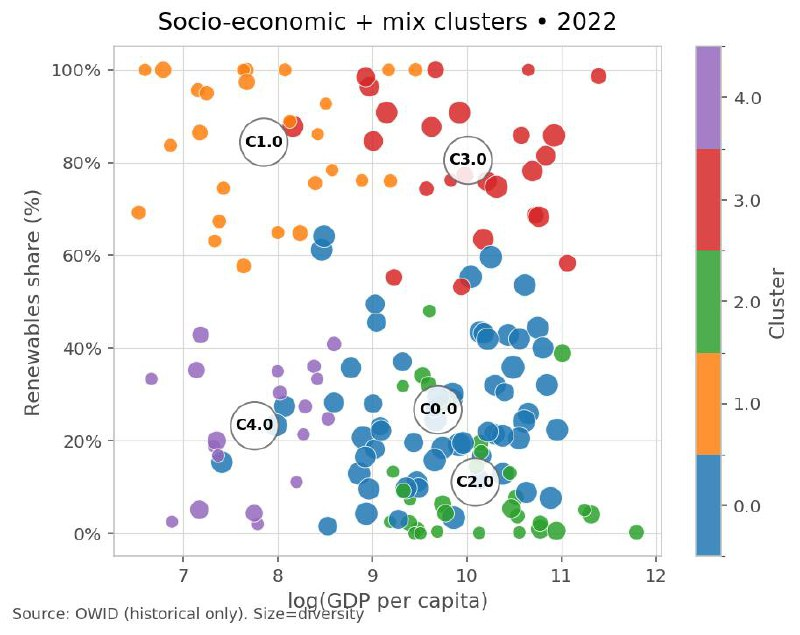 Socio-economic + mix clusters • 2022
Renewables share (%)
100%
80%
60%
40%
20%
0%
C1.0
C3.0
C0.0
C4.0
C2.0
7 8 9 10 11 12
log(GDP per capita)
Source: OWID (historical only). Size=diversity
4.0
3.0
2.0
1.0
0.0
Cluster